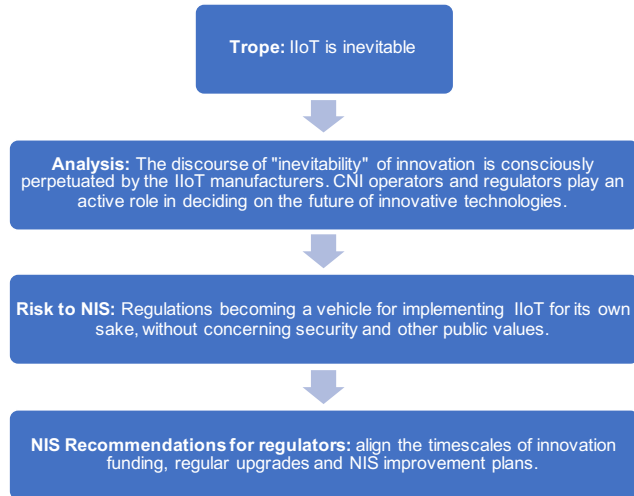 Trope: IIoT is inevitable
Analysis: The discourse of "inevitability" of innovation is consciously
perpetuated by the IIoT manufacturers. CNI operators and regulators play an
active role in deciding on the future of innovative technologies.
Risk to NIS: Regulations becoming a vehicle for implementing IIoT for its own
sake, without concerning security and other public values.
NIS Recommendations for regulators: align the timescales of innovation
funding, regular upgrades and NIS improvement plans.